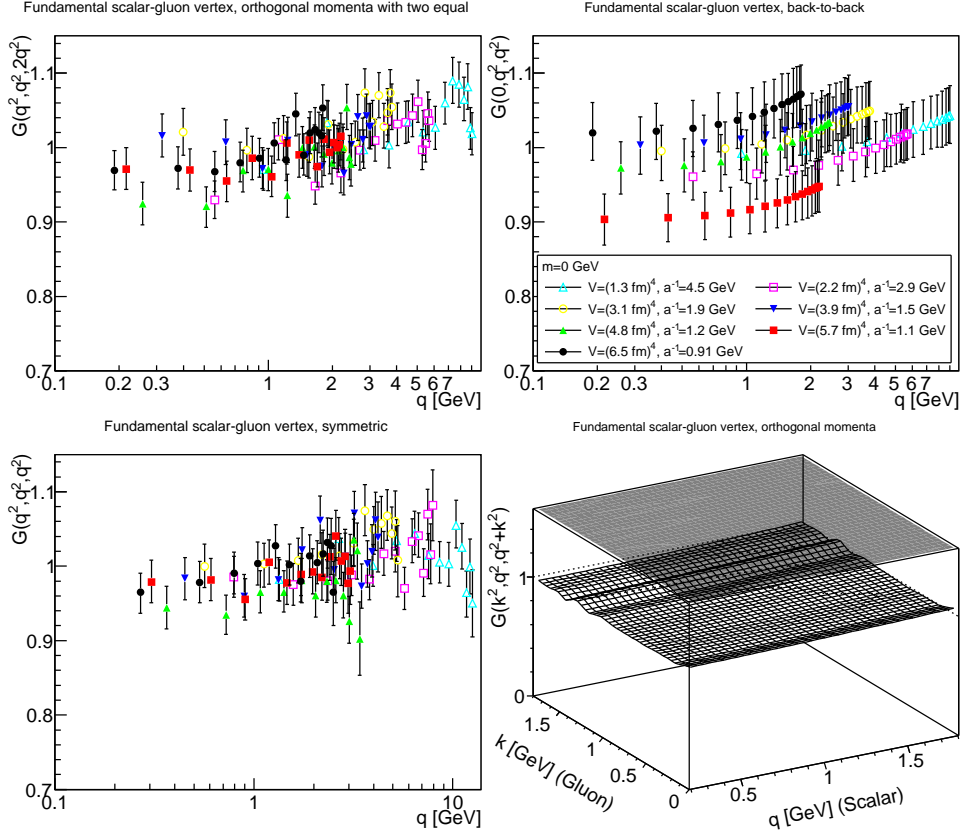 Fundamental scalar-gluon vertex, orthogonal momenta with two equal
G(q²,q²,2q²)
1.1
1
0.9
0.8
0.7
0.1
0.2
0.3
1
2
3
4
5
6
7
q [GeV]
Fundamental scalar-gluon vertex, back-to-back
G(0,q²,q²)
1.1
1
0.9
0.8
0.7
m=0 GeV
V=(1.3 fm)⁴, a⁻¹=4.5 GeV
V=(2.2 fm)⁴, a⁻¹=2.9 GeV
V=(3.1 fm)⁴, a⁻¹=1.9 GeV
V=(3.9 fm)⁴, a⁻¹=1.5 GeV
V=(4.8 fm)⁴, a⁻¹=1.2 GeV
V=(5.7 fm)⁴, a⁻¹=1.1 GeV
V=(6.5 fm)⁴, a⁻¹=0.91 GeV
0.1
0.2
0.3
1
2
3
4
5
6
7
q [GeV]
Fundamental scalar-gluon vertex, symmetric
G(q²,q²,q²)
1.1
1
0.9
0.8
0.7
0.1
1
10
q [GeV]
Fundamental scalar-gluon vertex, orthogonal momenta
G(k²,q²,q²+k²)
1
0
1.5
1
0.5
0
k [GeV] (Gluon)
0.5
1
1.5
q [GeV] (Scalar)